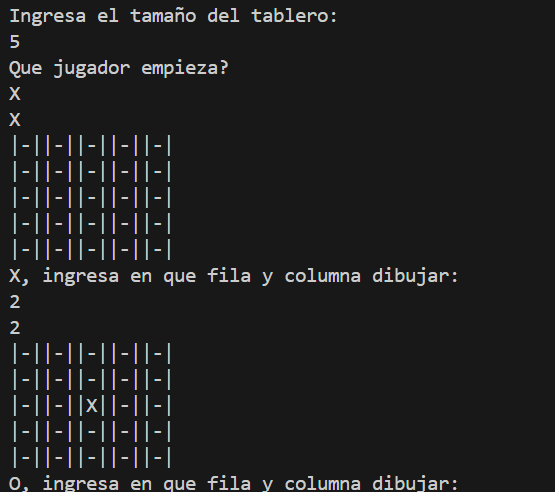 Ingresa el tamaño del tablero:
5
Que jugador empieza?
X
X
|-||-||-||-||-|
|-||-||-||-||-|
|-||-||-||-||-|
|-||-||-||-||-|
|-||-||-||-||-|
X, ingresa en que fila y columna dibujar:
2
2
|-||-||-||-||-|
|-||-||-||-||-|
|-||-||X||-||-|
|-||-||-||-||-|
|-||-||-||-||-|
O, ingresa en que fila y columna dibujar: